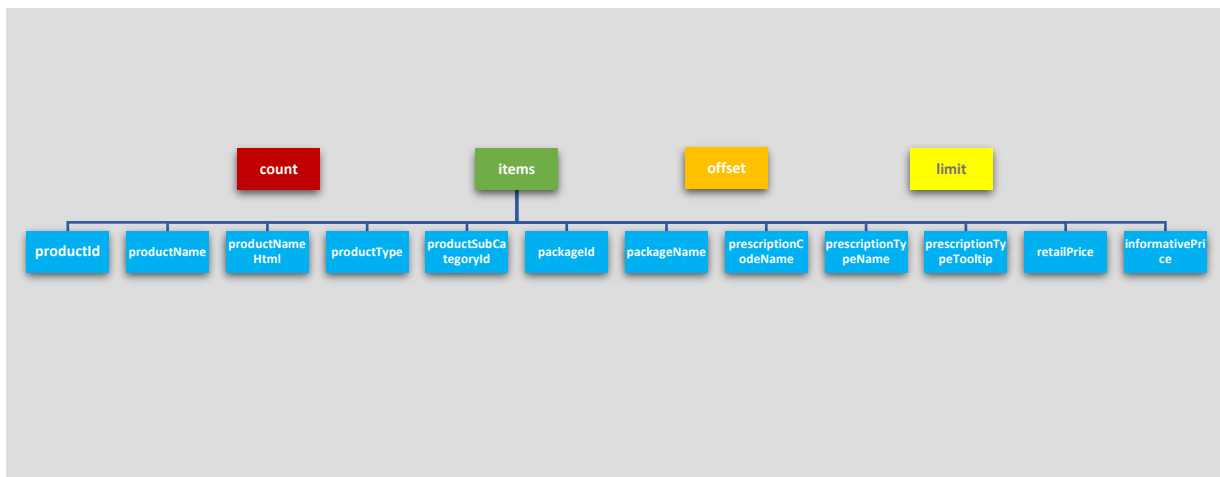 count
items
offset
limit
productId
productName
productName
Html
productType
productSubCa
tegoryId
packageId
packageName
prescriptionC
odeName
prescriptionTy
peName
prescriptionTy
peTooltip
retailPrice
informativePri
ce